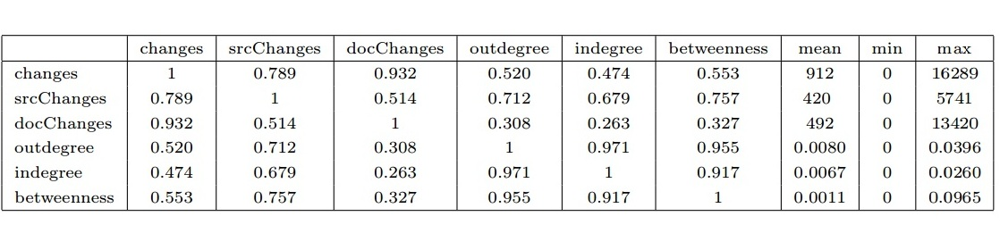 changes srcChanges docChanges outdegree indegree betweenness mean min max
changes 1 0.789 0.932 0.520 0.474 0.553 912 0 16289
srcChanges 0.789 1 0.514 0.712 0.679 0.757 420 0 5741
docChanges 0.932 0.514 1 0.308 0.263 0.327 492 0 13420
outdegree 0.520 0.712 0.308 1 0.971 0.955 0.0080 0 0.0396
indegree 0.474 0.679 0.263 0.971 1 0.917 0.0067 0 0.0260
betweenness 0.553 0.757 0.327 0.955 0.917 1 0.0011 0 0.0965